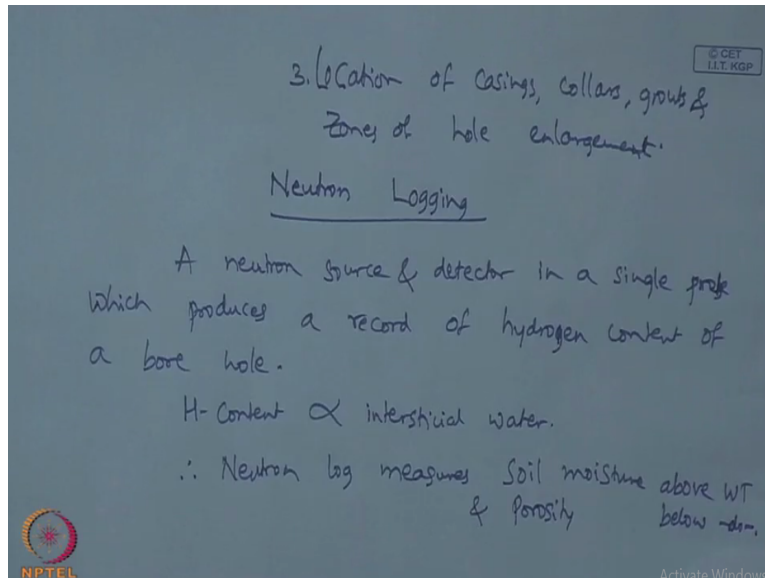 © CET
I.I.T. KGP
3. Location of Casings, collars, grouts &
Zones of hole enlargement.
Neutron Logging
A neutron source & detector in a single probe
which produces a record of hydrogen content of
a bore hole.
H-Content ∝ intersticial water.
∴ Neutron log measures Soil moisture above WT
& Porosity below -do-.
NPTEL
Activate Windows